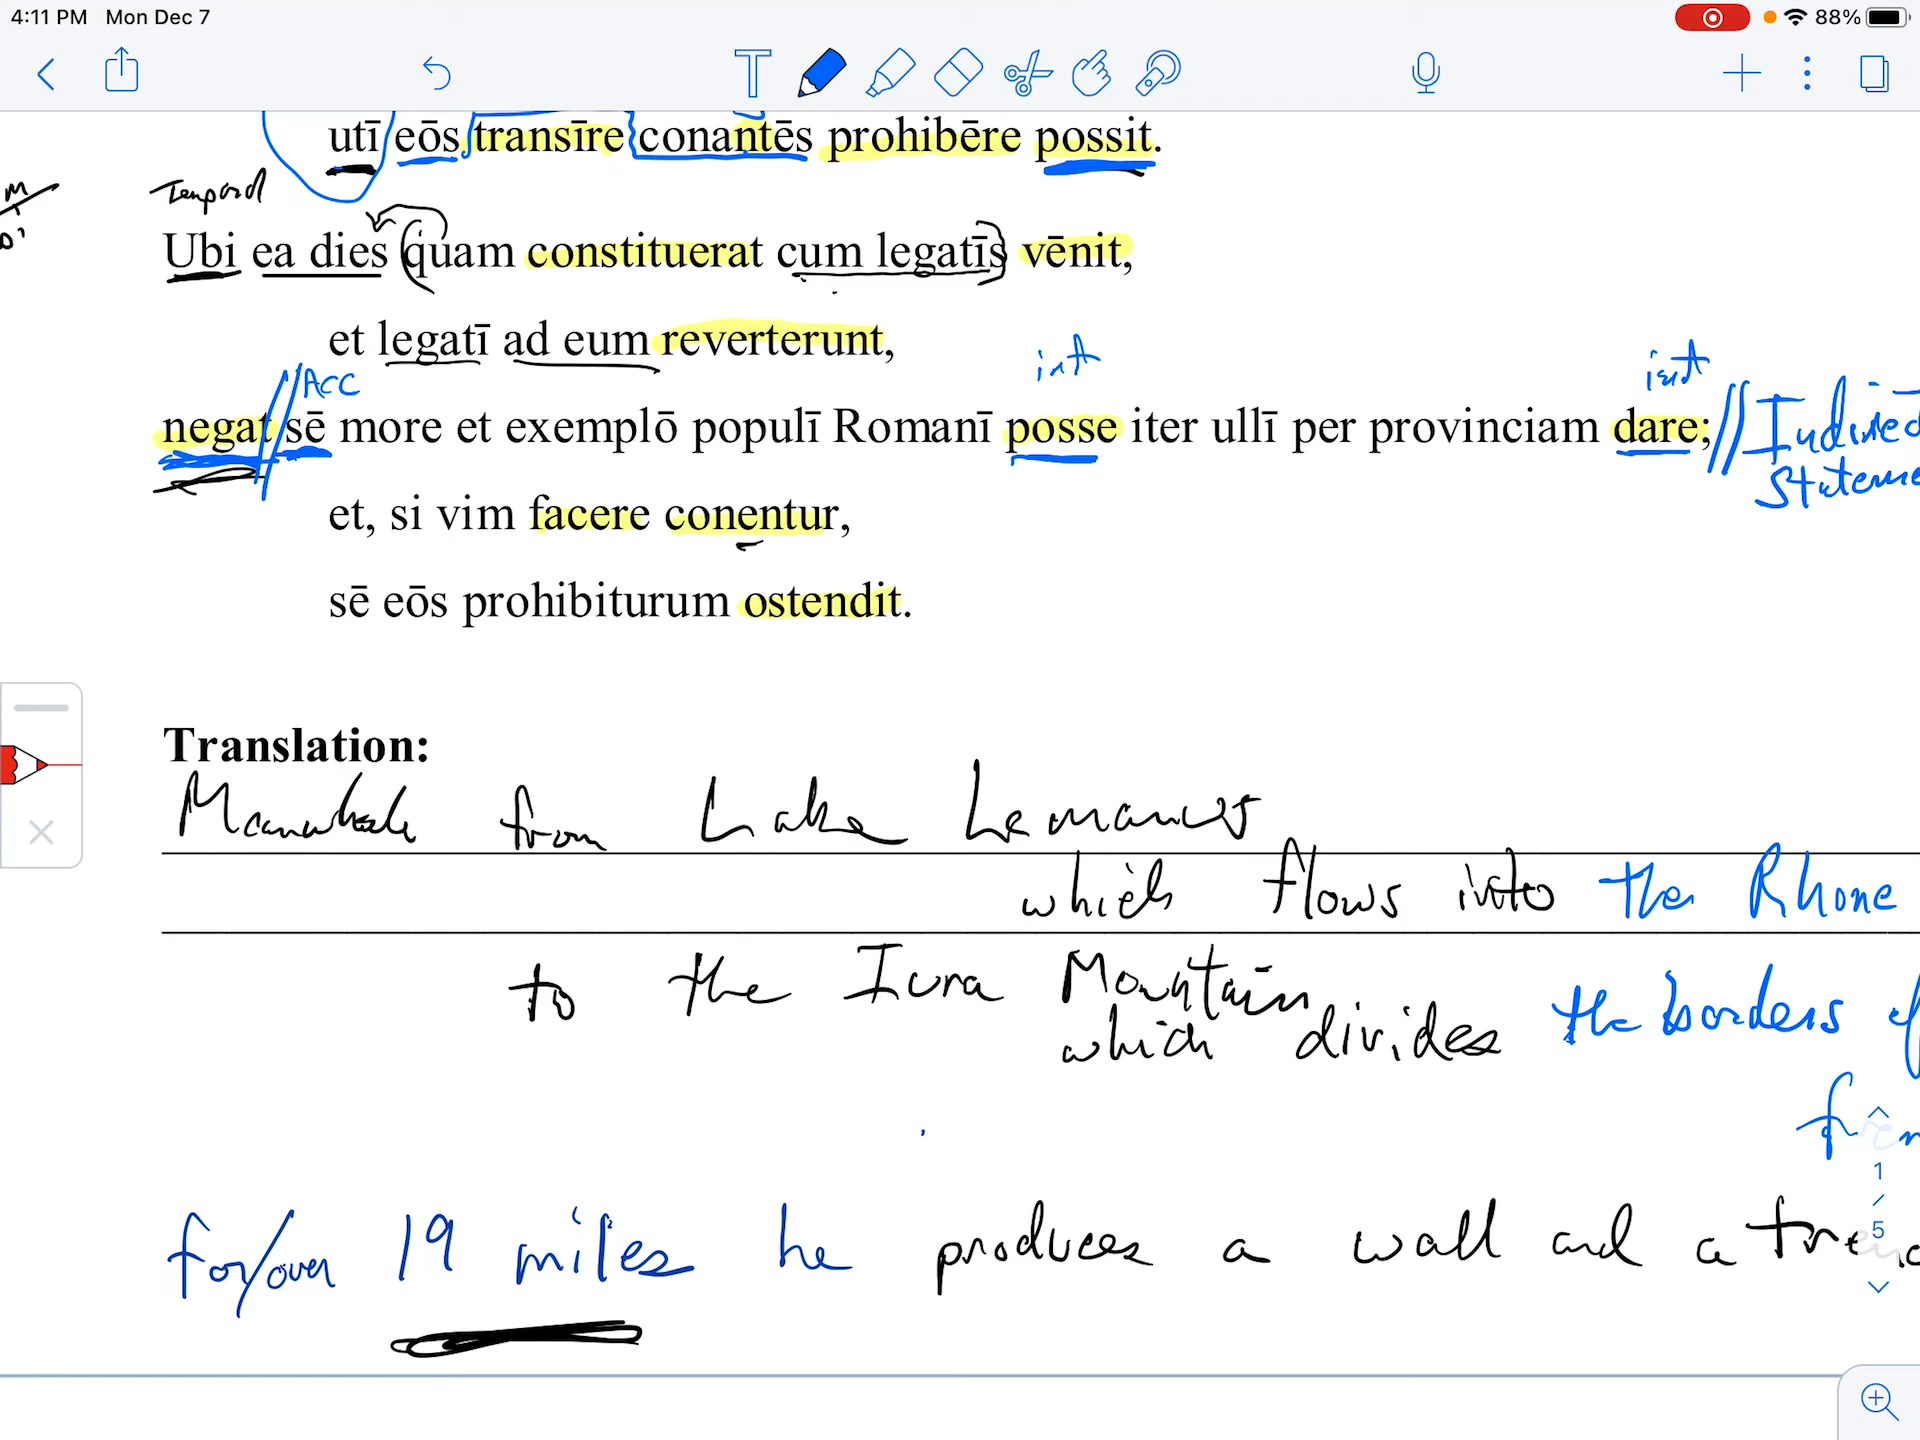 4:11 PM Mon Dec 7
88%
utī eōs transīre conantēs prohibēre possit.
Temporal
Ubi ea dies (quam constituerat cum legatīs) vēnit,
et legatī ad eum reverterunt,
ACC
inf
inf
negat // sē more et exemplō populī Romanī posse iter ullī per provinciam dare; //
et, si vim facere conentur,
sē eōs prohibiturum ostendit.
Translation:
Meanwhile from Lake Lemanus
which flows into the Rhone
to the Iura Mountain
which divides the borders
for/over 19 miles he produces a wall and a
1
/
5